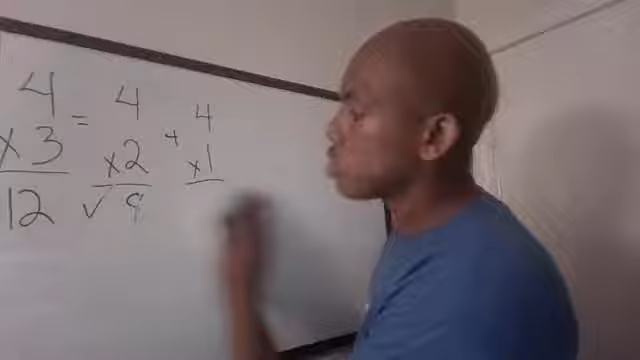 4 = 4 + 4
x3 x2 x1
12 ✓ 8